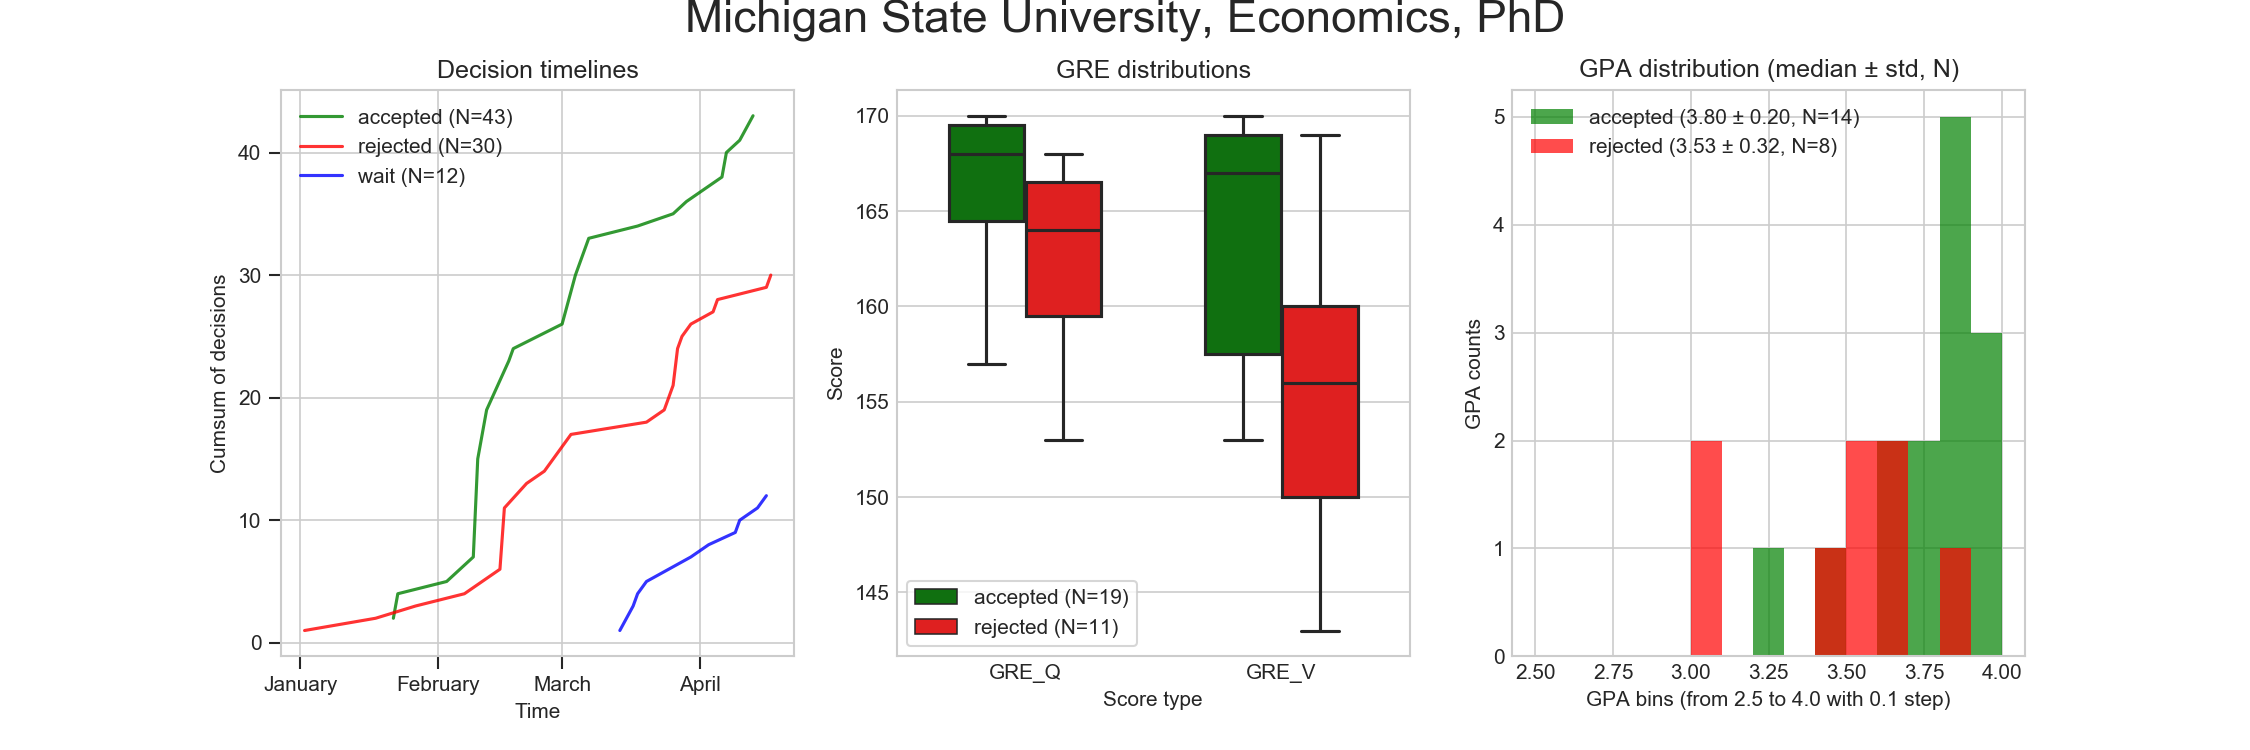 Michigan State University, Economics, PhD
Decision timelines
accepted (N=43)
rejected (N=30)
wait (N=12)
Cumsum of decisions
40
30
20
10
0
January February March April
Time
GRE distributions
Score
170
165
160
155
150
145
accepted (N=19)
rejected (N=11)
GRE_Q GRE_V
Score type
GPA distribution (median ± std, N)
accepted (3.80 ± 0.20, N=14)
rejected (3.53 ± 0.32, N=8)
GPA counts
5
4
3
2
1
0
2.50 2.75 3.00 3.25 3.50 3.75 4.00
GPA bins (from 2.5 to 4.0 with 0.1 step)